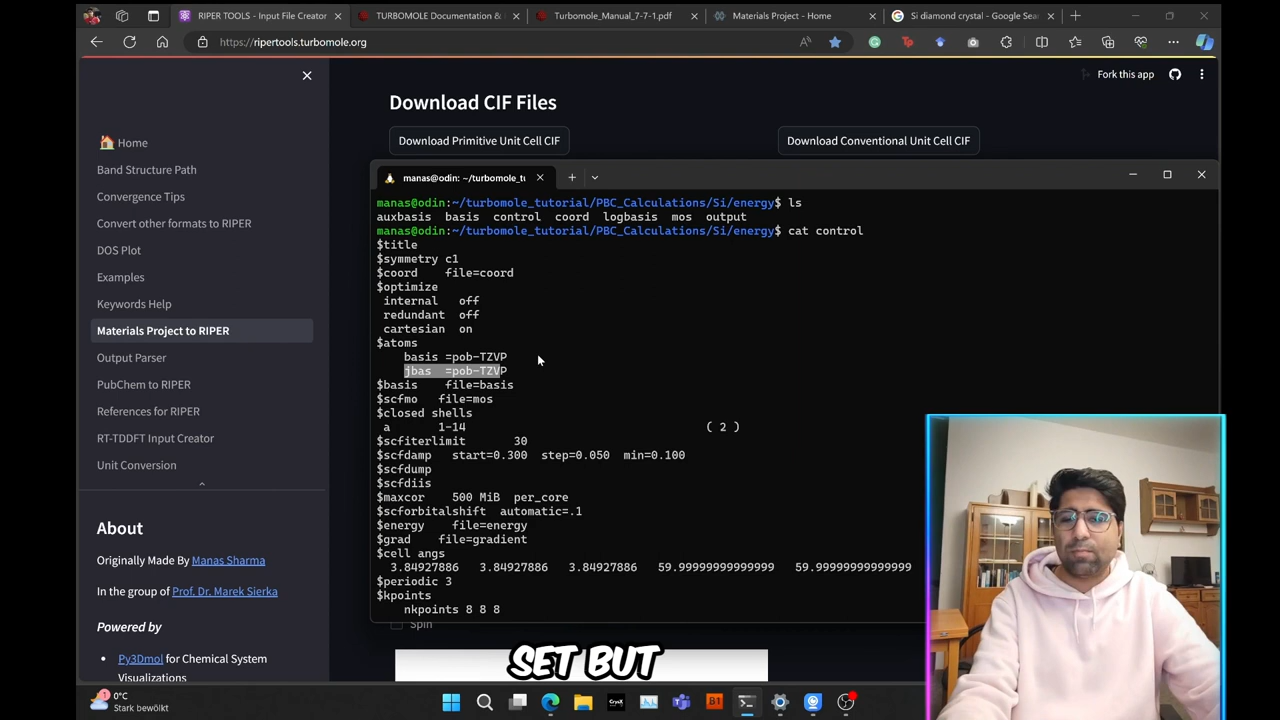 RIPER TOOLS - Input File Creator
TURBOMOLE Documentation &
Turbomole_Manual_7-7-1.pdf
Materials Project - Home
Si diamond crystal - Google Sea
https://ripertools.turbomole.org
Fork this app
Home
Band Structure Path
Convergence Tips
Convert other formats to RIPER
DOS Plot
Examples
Keywords Help
Materials Project to RIPER
Output Parser
PubChem to RIPER
References for RIPER
RT-TDDFT Input Creator
Unit Conversion
About
Originally Made By Manas Sharma
In the group of Prof. Dr. Marek Sierka
Powered by
• Py3Dmol for Chemical System
Visualizations
Download CIF Files
Download Primitive Unit Cell CIF
Download Conventional Unit Cell CIF
manas@odin: ~/turbomole_tu
manas@odin:~/turbomole_tutorial/PBC_Calculations/Si/energy$ ls
auxbasis basis control coord logbasis mos output
manas@odin:~/turbomole_tutorial/PBC_Calculations/Si/energy$ cat control
$title
$symmetry c1
$coord file=coord
$optimize
internal off
redundant off
cartesian on
$atoms
basis =pob-TZVP
jbas =pob-TZVP
$basis file=basis
$scfmo file=mos
$closed shells
a 1-14 ( 2 )
$scfiterlimit 30
$scfdamp start=0.300 step=0.050 min=0.100
$scfdump
$scfdiis
$maxcor 500 MiB per_core
$scforbitalshift automatic=.1
$energy file=energy
$grad file=gradient
$cell angs
3.84927886 3.84927886 3.84927886 59.99999999999999 59.99999999999999
$periodic 3
$kpoints
nkpoints 8 8 8
Spin
SET BUT
0°C
Stark bewölkt